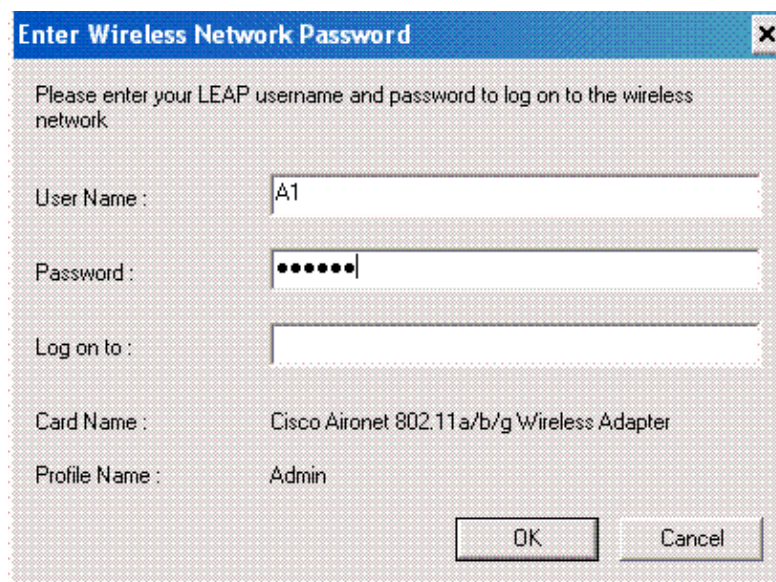 Enter Wireless Network Password
Please enter your LEAP username and password to log on to the wireless
network
User Name : A1
Password : ●●●●●●
Log on to :
Card Name : Cisco Aironet 802.11a/b/g Wireless Adapter
Profile Name : Admin
OK Cancel